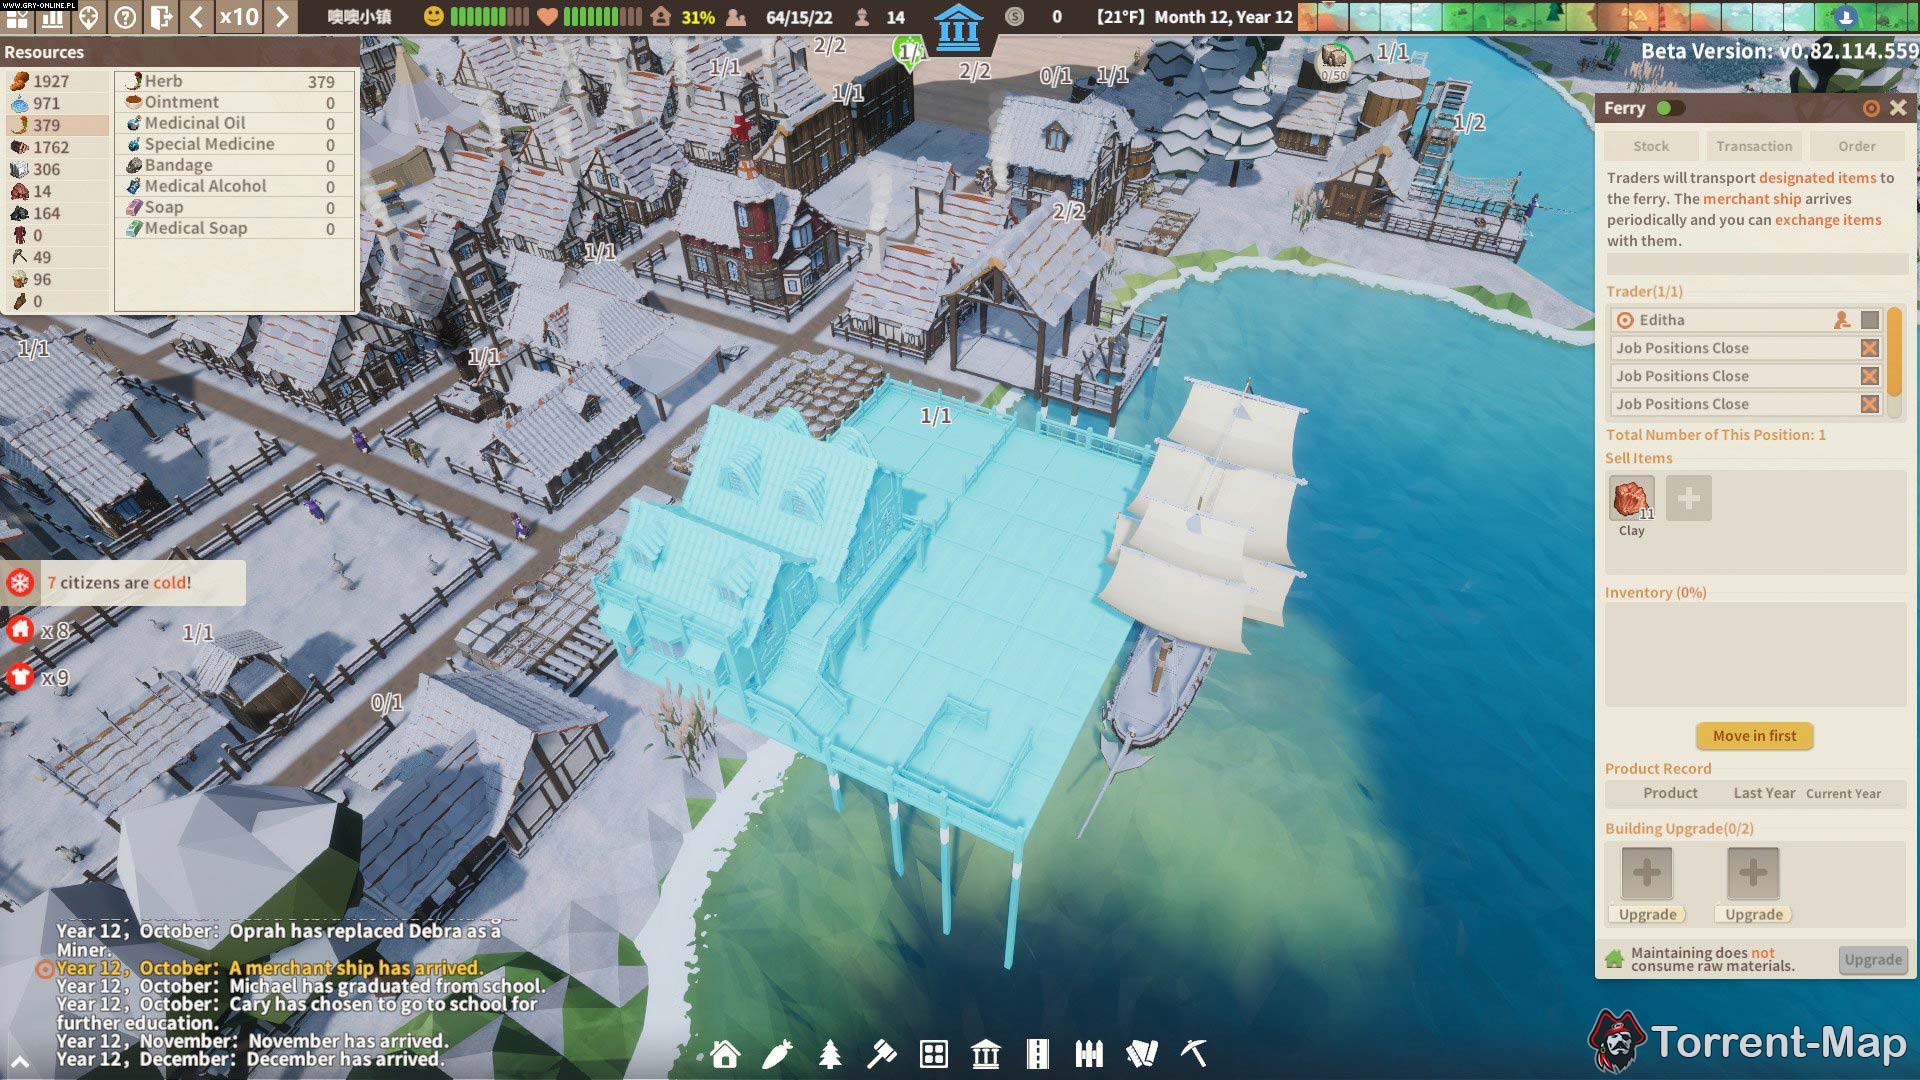 WWW.GRY-ONLINE.PL
x10
噢噢小镇
31%
64/15/22
14
0
【21°F】 Month 12, Year 12
Beta Version: v0.82.114.559
Resources
1927
971
379
1762
306
14
164
0
49
96
0
Herb 379
Ointment 0
Medicinal Oil 0
Special Medicine 0
Bandage 0
Medical Alcohol 0
Soap 0
Medical Soap 0
2/2
1/1
1/1
2/2
0/1
1/1
1/1
0/50
1/1
1/2
2/2
1/1
1/1
1/1
1/1
1/1
0/1
7 citizens are cold!
x 8
x 9
Ferry
Stock Transaction Order
Traders will transport designated items to
the ferry. The merchant ship arrives
periodically and you can exchange items
with them.
Trader(1/1)
Editha
Job Positions Close
Job Positions Close
Job Positions Close
Total Number of This Position: 1
Sell Items
11
Clay
Inventory (0%)
Move in first
Product Record
Product Last Year Current Year
Building Upgrade(0/2)
Upgrade Upgrade
Maintaining does not
consume raw materials.
Upgrade
Year 12, October: Oprah has replaced Debra as a
Miner.
Year 12, October: A merchant ship has arrived.
Year 12, October: Michael has graduated from school.
Year 12, October: Cary has chosen to go to school for
further education.
Year 12, November: November has arrived.
Year 12, December: December has arrived.
Torrent-Map